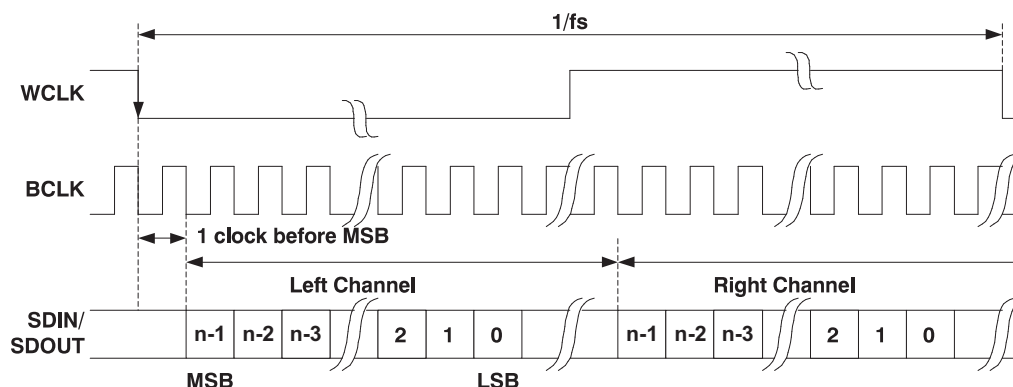 1/fs
WCLK
BCLK
1 clock before MSB
Left Channel
Right Channel
SDIN/
SDOUT
n-1 n-2 n-3 2 1 0 n-1 n-2 n-3 2 1 0
MSB LSB